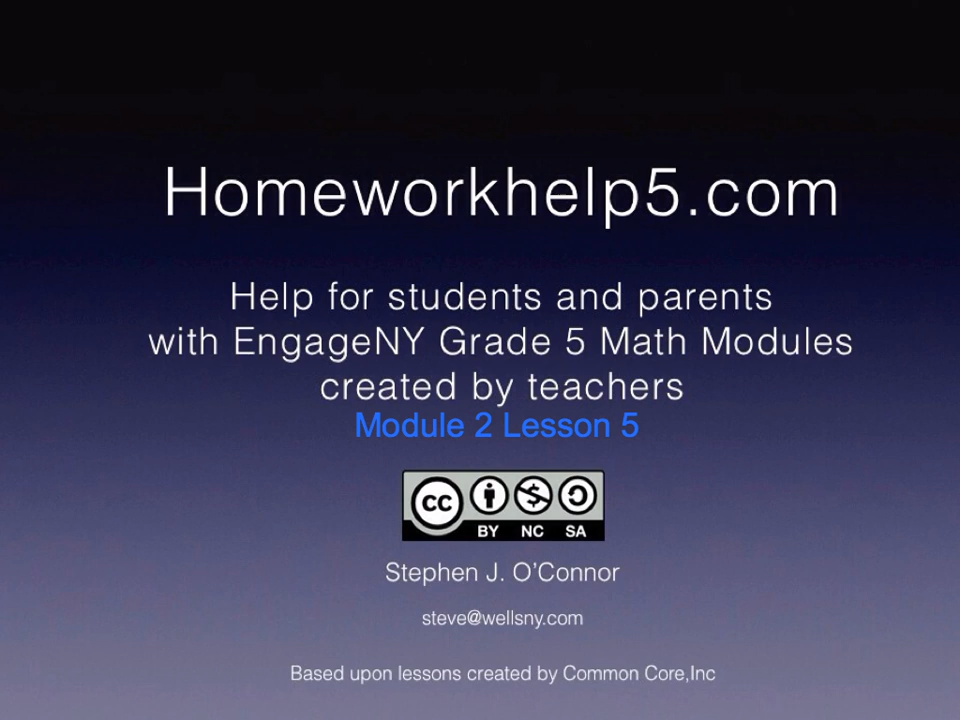 Homeworkhelp5.com
Help for students and parents
with EngageNY Grade 5 Math Modules
created by teachers
Module 2 Lesson 5
cc
BY NC SA
Stephen J. O’Connor
steve@wellsny.com
Based upon lessons created by Common Core,Inc